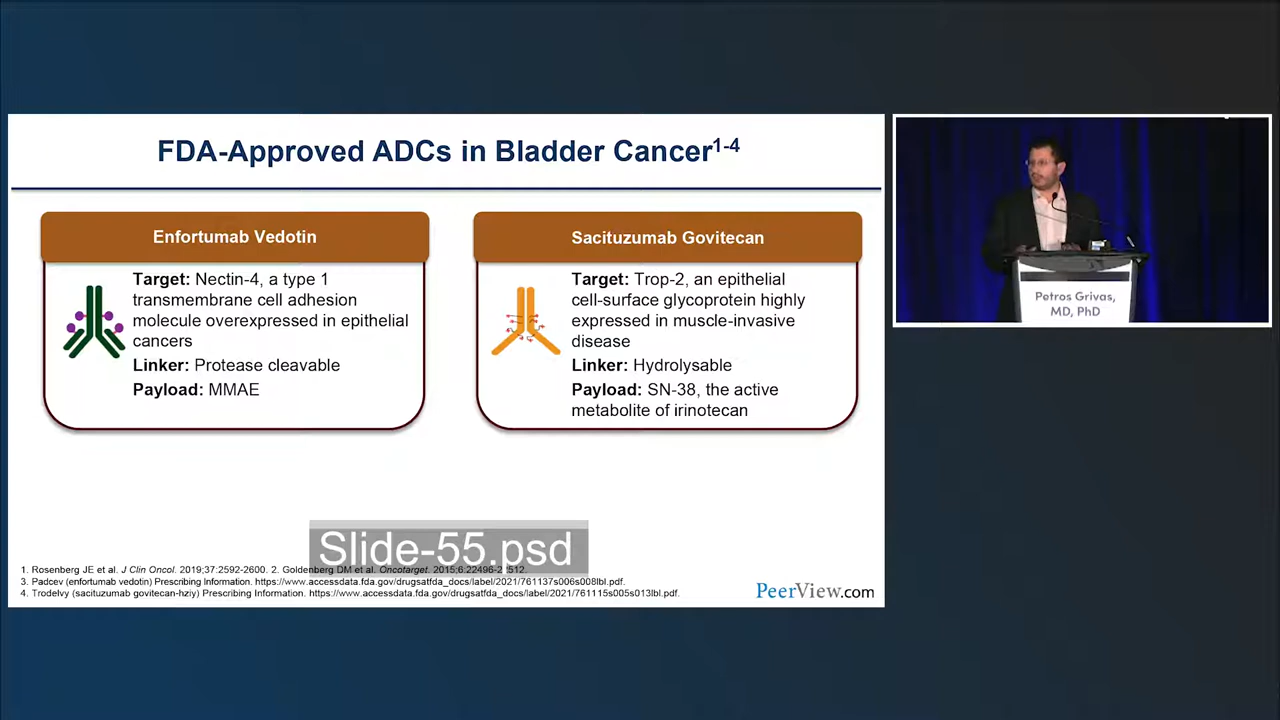 FDA-Approved ADCs in Bladder Cancer1-4
Enfortumab Vedotin
Target: Nectin-4, a type 1
transmembrane cell adhesion
molecule overexpressed in epithelial
cancers
Linker: Protease cleavable
Payload: MMAE
Sacituzumab Govitecan
Target: Trop-2, an epithelial
cell-surface glycoprotein highly
expressed in muscle-invasive
disease
Linker: Hydrolysable
Payload: SN-38, the active
metabolite of irinotecan
Slide-55.psd
1. Rosenberg JE et al. J Clin Oncol. 2019;37:2592-2600. 2. Goldenberg DM et al. Oncotarget. 2015;6:22496-22512.
3. Padcev (enfortumab vedotin) Prescribing Information. https://www.accessdata.fda.gov/drugsatfda_docs/label/2021/761137s006s008lbl.pdf.
4. Trodelvy (sacituzumab govitecan-hziy) Prescribing Information. https://www.accessdata.fda.gov/drugsatfda_docs/label/2021/761115s005s013lbl.pdf.
PeerView.com
Petros Grivas,
MD, PhD